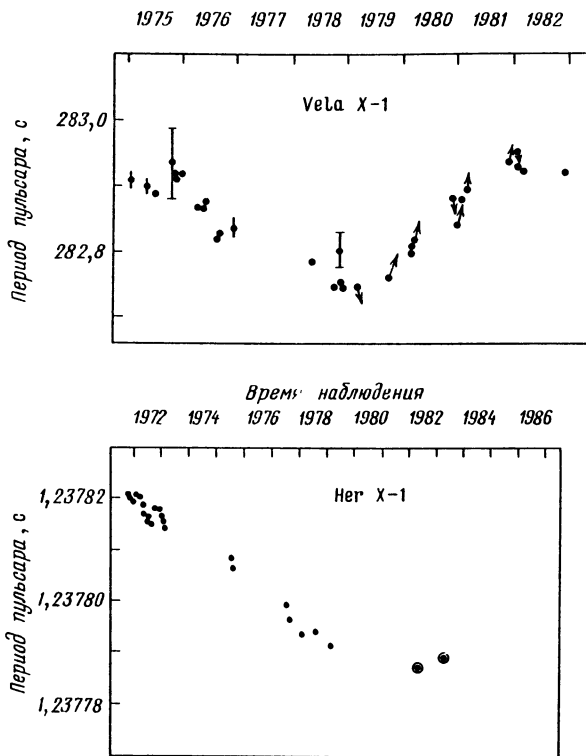 1975 1976 1977 1978 1979 1980 1981 1982
Vela X-1
283,0
282,8
Период пульсара, с
Время наблюдения
1972 1974 1976 1978 1980 1982 1984 1986
Her X-1
1,23782
1,23780
1,23778
Период пульсара, с